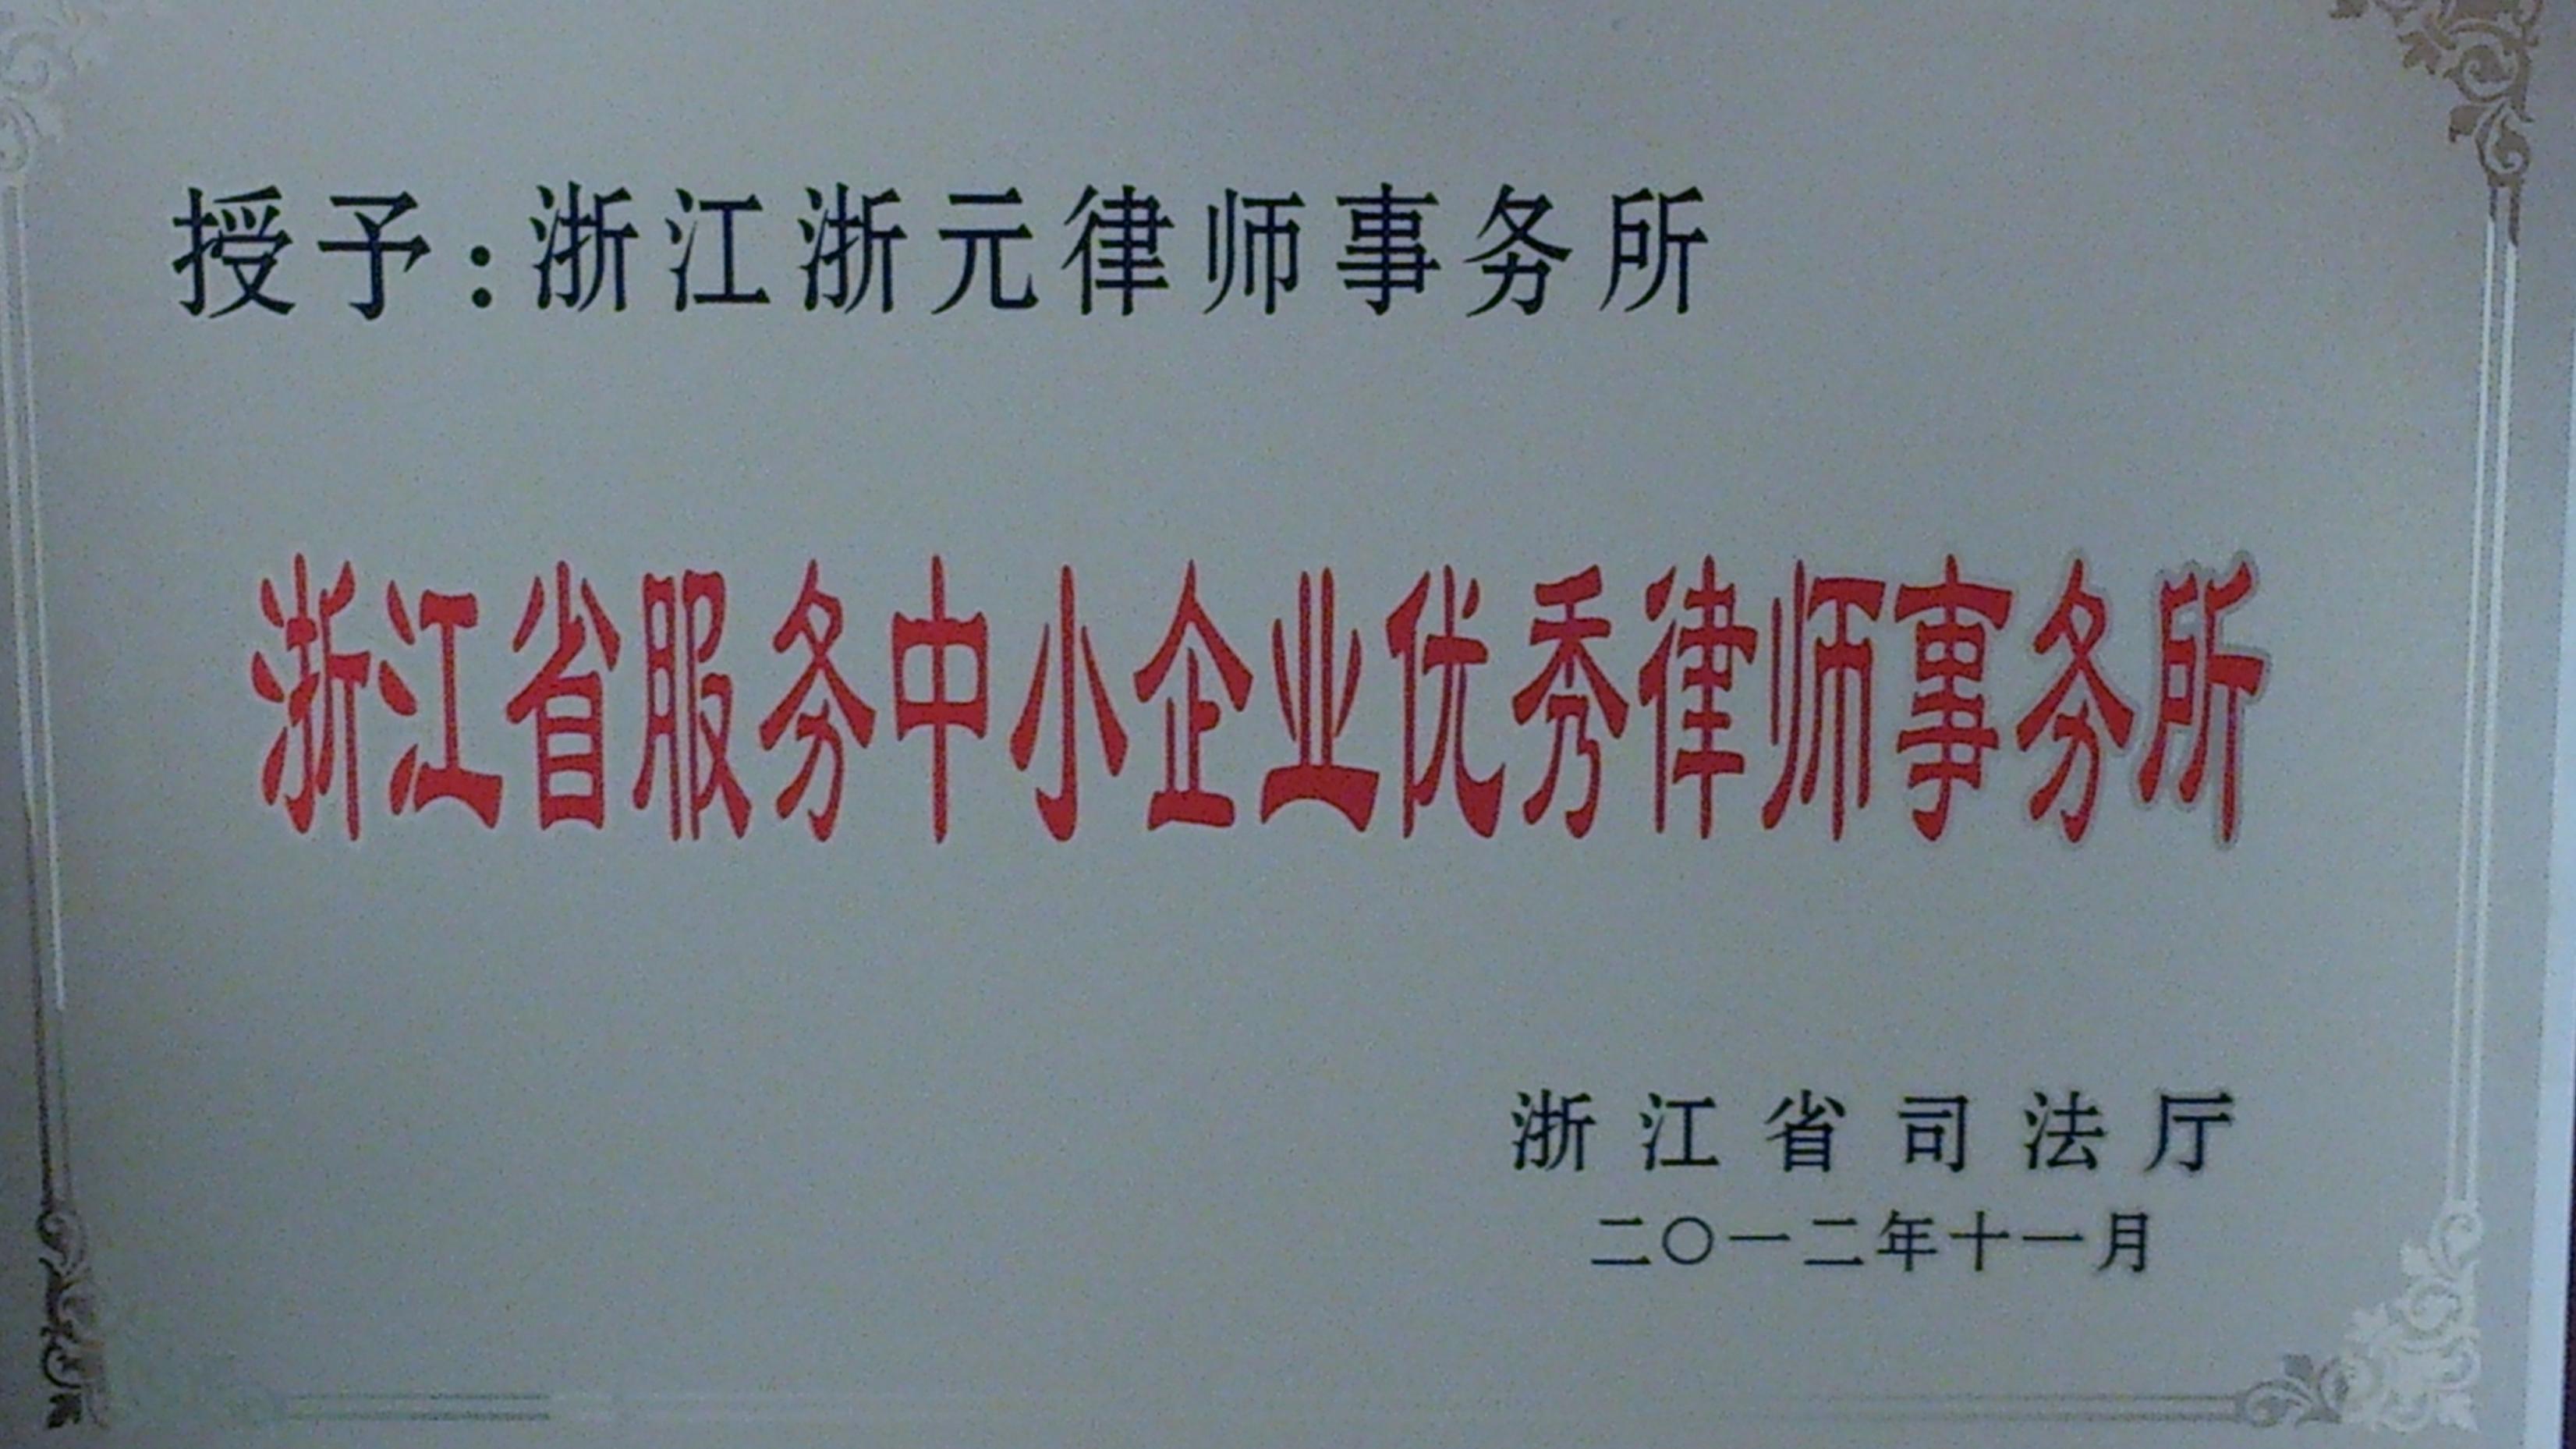 授予:浙江浙元律师事务所
浙江省服务中小企业优秀律师事务所
浙江省司法厅
二〇一二年十一月